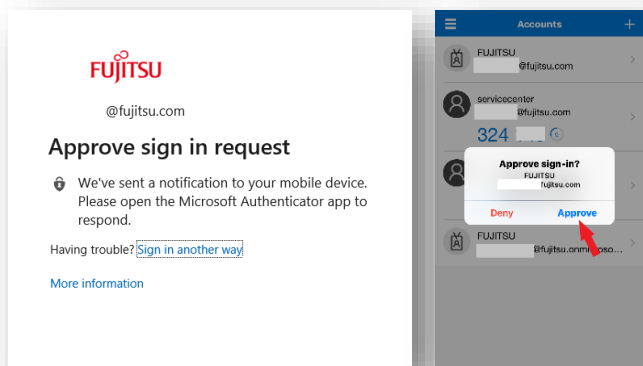 FUJITSU
@fujitsu.com
Approve sign in request
We've sent a notification to your mobile device.
Please open the Microsoft Authenticator app to
respond.
Having trouble? Sign in another way
More information
Accounts
FUJITSU
@fujitsu.com
servicecenter
@fujitsu.com
324
Approve sign-in?
FUJITSU
fujitsu.com
Deny
Approve
FUJITSU